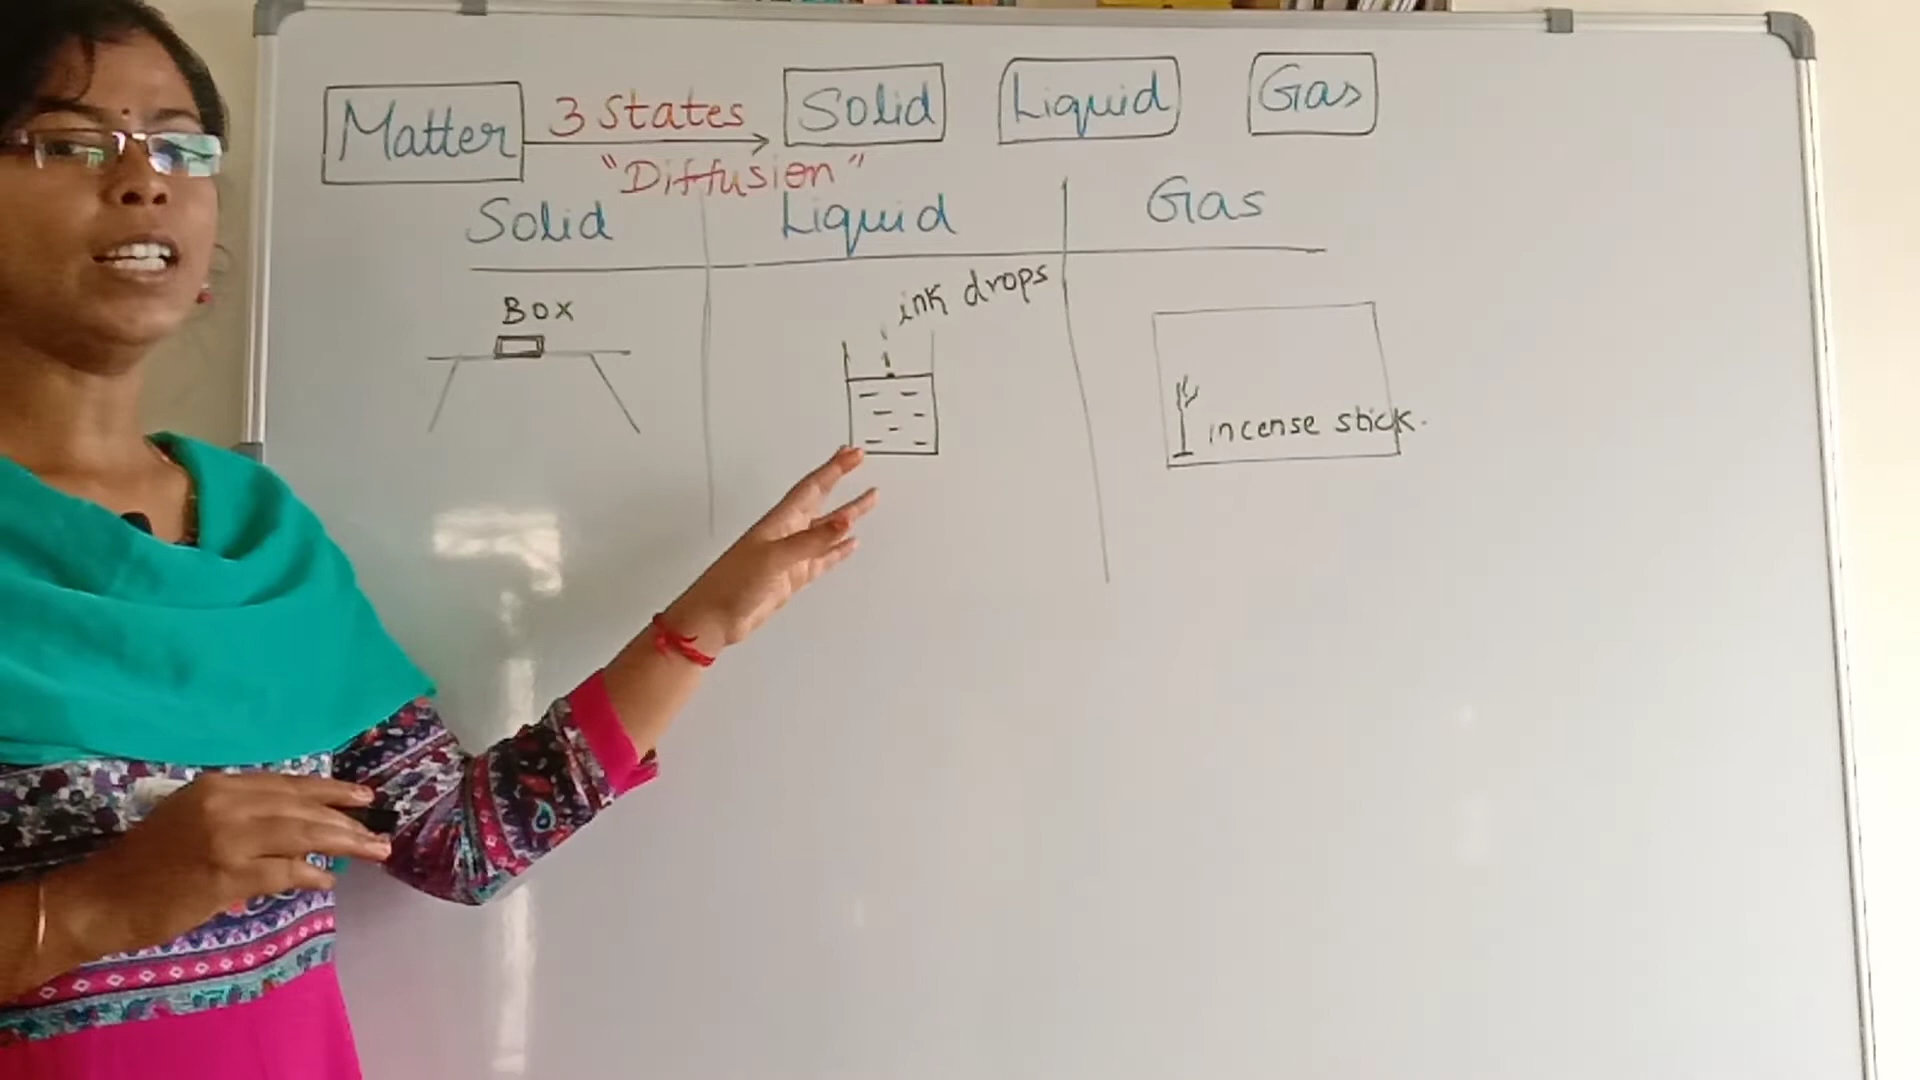 Matter 3 States Solid Liquid Gas
"Diffusion"
Solid Liquid Gas
Box
ink drops
incense stick.